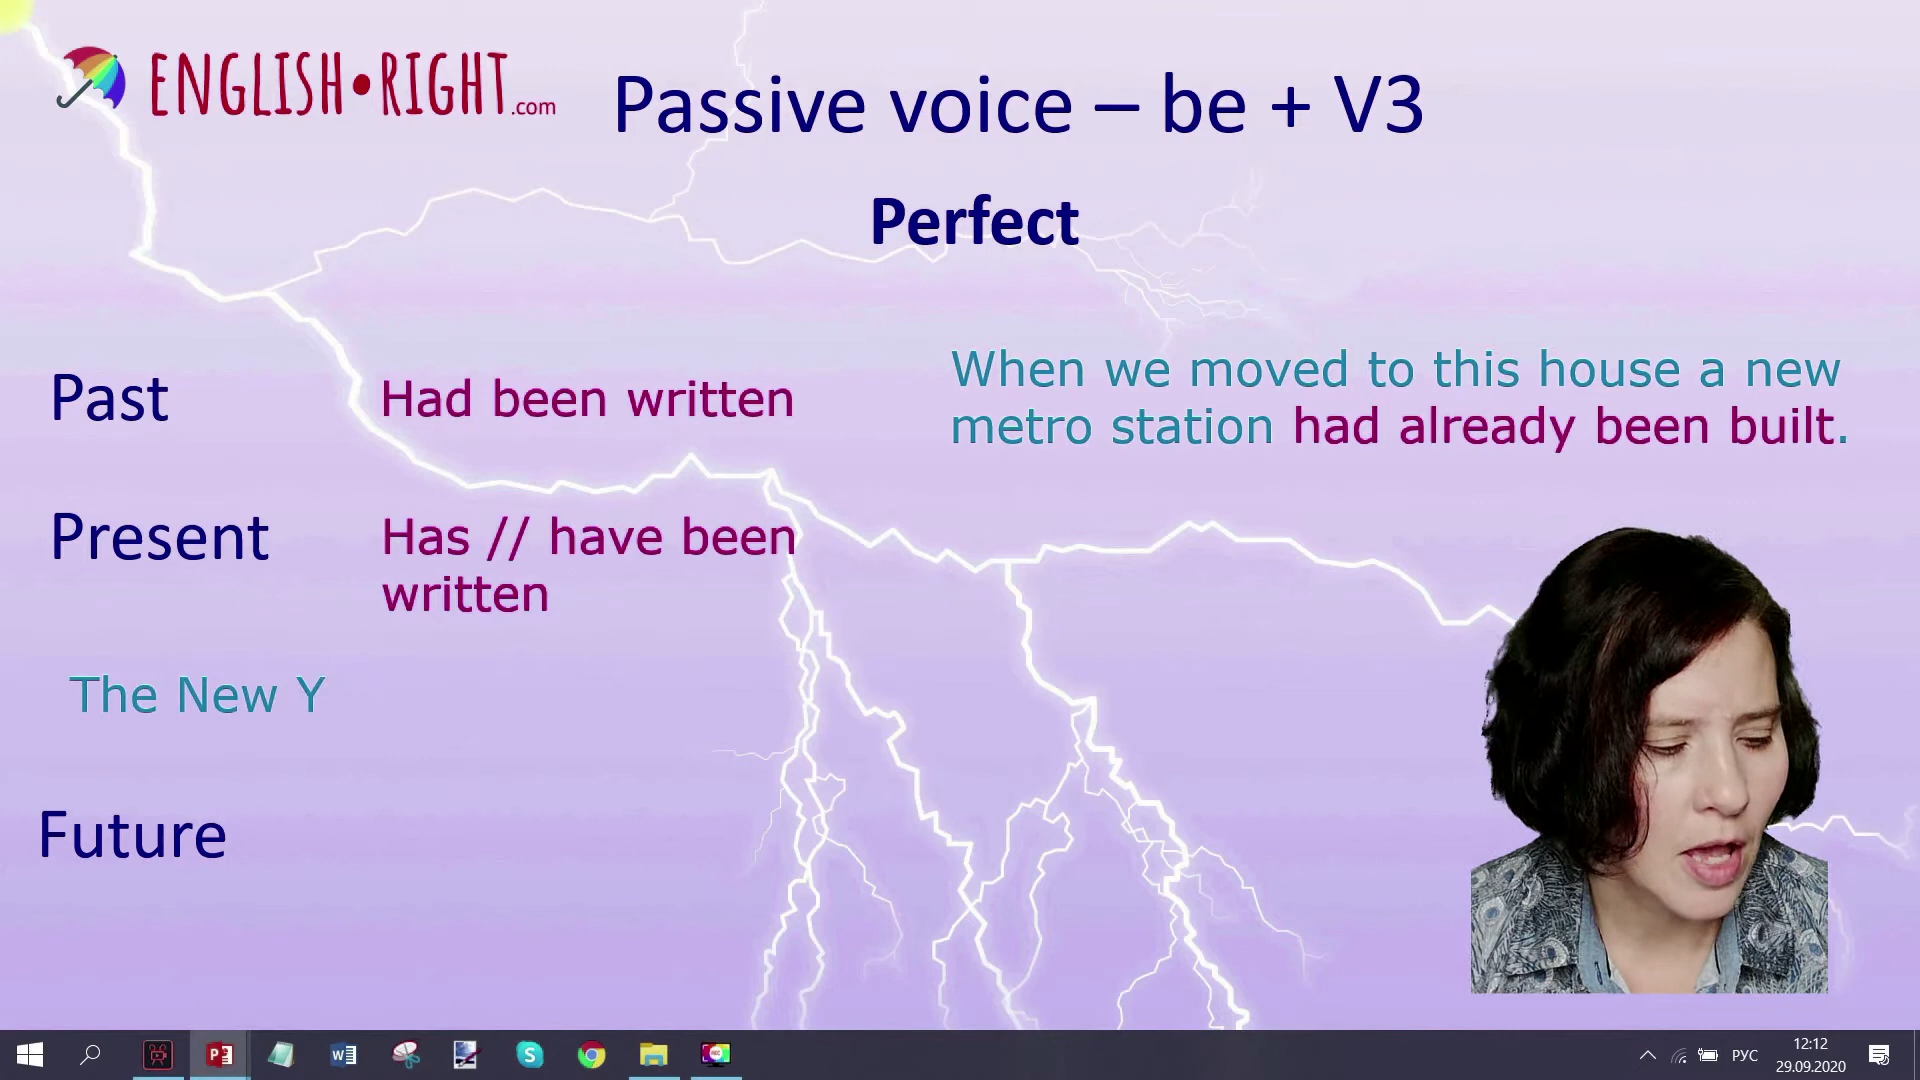 ENGLISH•RIGHT.com
Passive voice – be + V3
Perfect
Past
Had been written
When we moved to this house a new
metro station had already been built.
Present
Has // have been
written
The New Y
Future
РУС
12:12
29.09.2020